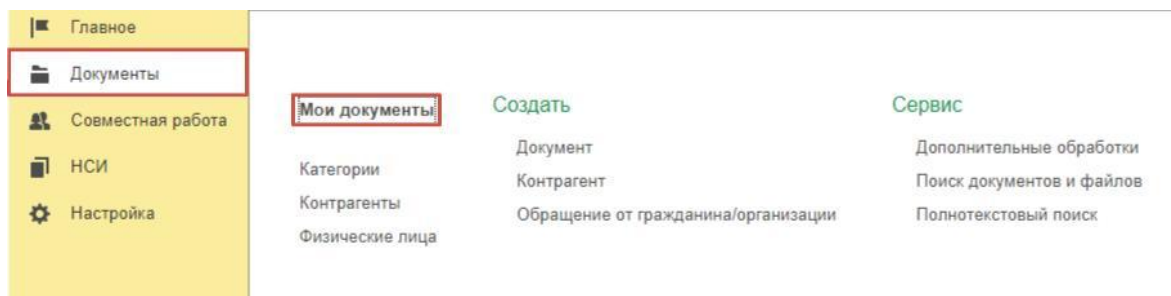 Главное
Документы
Совместная работа
НСИ
Настройка
Мои документы
Категории
Контрагенты
Физические лица
Создать
Документ
Контрагент
Обращение от гражданина/организации
Сервис
Дополнительные обработки
Поиск документов и файлов
Полнотекстовый поиск